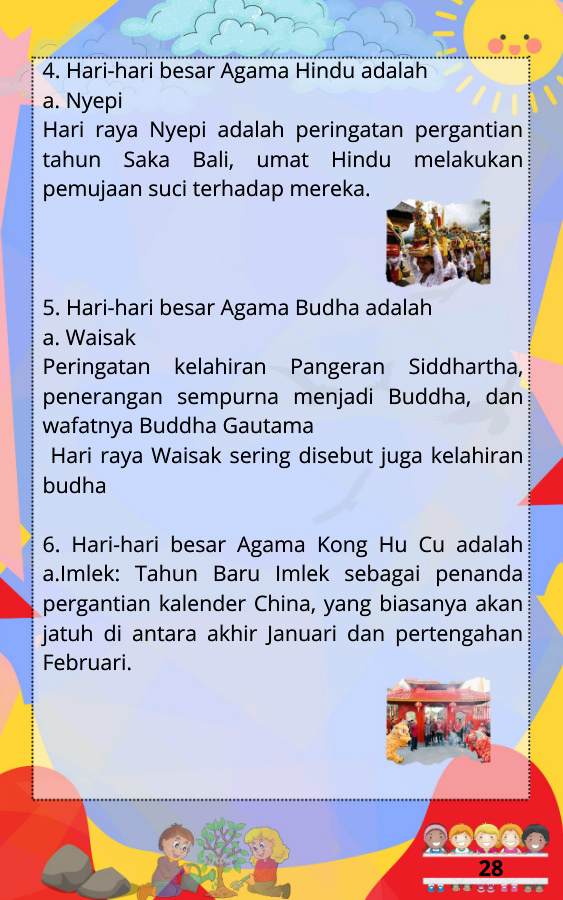 4. Hari-hari besar Agama Hindu adalah
a. Nyepi
Hari raya Nyepi adalah peringatan pergantian
tahun Saka Bali, umat Hindu melakukan
pemujaan suci terhadap mereka.
5. Hari-hari besar Agama Budha adalah
a. Waisak
Peringatan kelahiran Pangeran Siddhartha,
penerangan sempurna menjadi Buddha, dan
wafatnya Buddha Gautama
Hari raya Waisak sering disebut juga kelahiran
budha
6. Hari-hari besar Agama Kong Hu Cu adalah
a.Imlek: Tahun Baru Imlek sebagai penanda
pergantian kalender China, yang biasanya akan
jatuh di antara akhir Januari dan pertengahan
Februari.
28